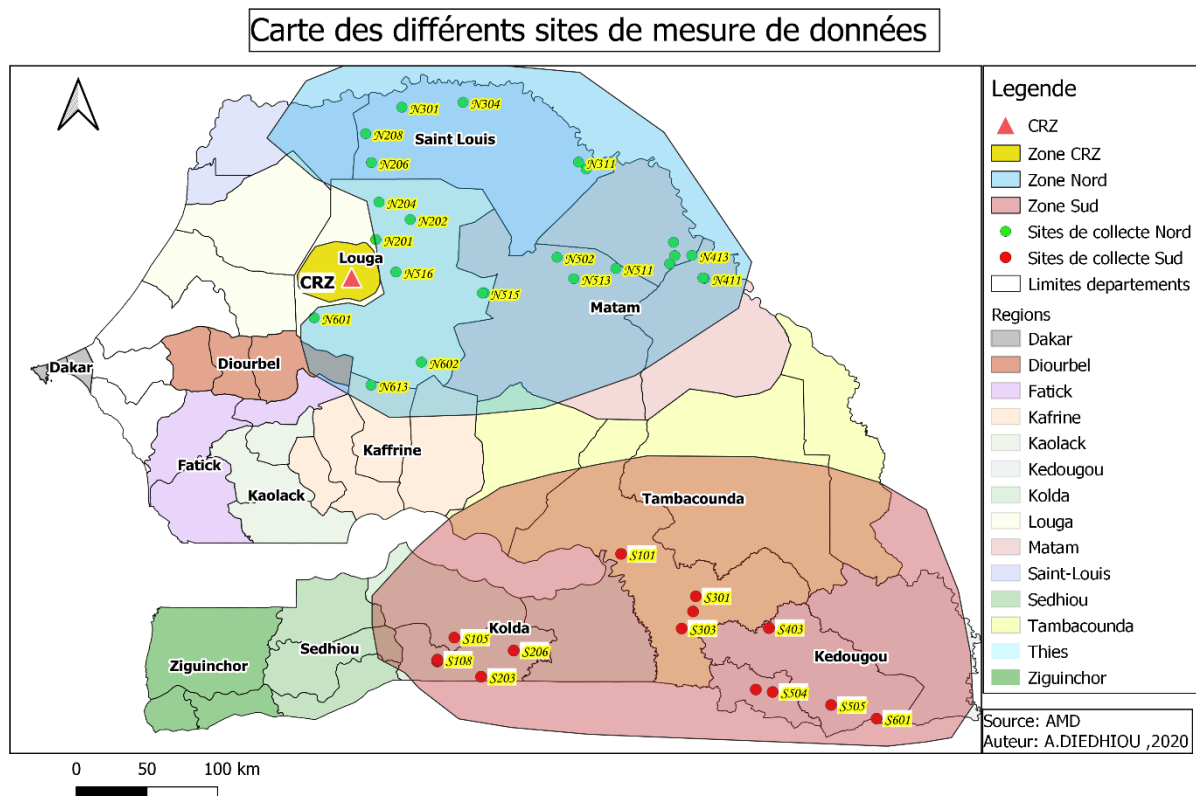 Carte des différents sites de mesure de données
N301
N304
N208
Saint Louis
N206
N311
N204
N202
N201
Louga
CRZ
N516
N502
N513
N511
N413
N411
N515
Matam
N601
N602
N613
Dakar
Diourbel
Fatick
Kaolack
Kaffrine
Tambacounda
S101
S301
S303
S403
Kedougou
Kolda
S105
S206
S108
S203
Sedhiou
Ziguinchor
S504
S505
S601
Legende
CRZ
Zone CRZ
Zone Nord
Zone Sud
Sites de collecte Nord
Sites de collecte Sud
Limites departements
Regions
Dakar
Diourbel
Fatick
Kafrine
Kaolack
Kedougou
Kolda
Louga
Matam
Saint-Louis
Sedhiou
Tambacounda
Thies
Ziguinchor
Source: AMD
Auteur: A.DIEDHIOU ,2020
0 50 100 km